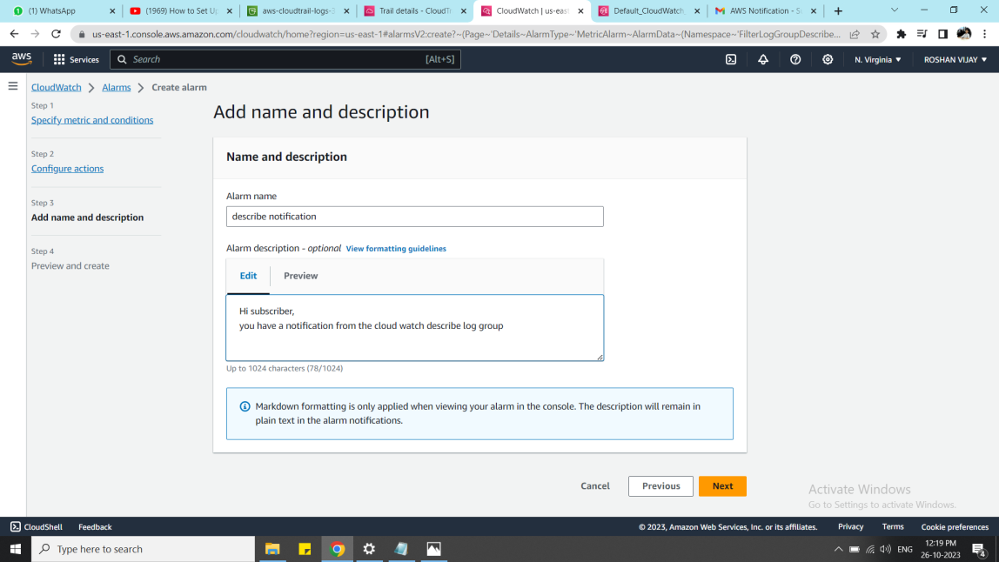 (1) WhatsApp
(1969) How to Set U
aws-cloudtrail-logs-3
Trail details - CloudT
CloudWatch | us-east
Default_CloudWatch_
AWS Notification - S
us-east-1.console.aws.amazon.com/cloudwatch/home?region=us-east-1#alarmsV2:create?~(Page~'Details~AlarmType~'MetricAlarm~AlarmData~(Namespace~'FilterLogGroupDescribe...
aws
Services
Search
[Alt+S]
N. Virginia
ROSHAN VIJAY
CloudWatch
Alarms
Create alarm
Step 1
Specify metric and conditions
Step 2
Configure actions
Step 3
Add name and description
Step 4
Preview and create
Add name and description
Name and description
Alarm name
describe notification
Alarm description - optional View formatting guidelines
Edit
Preview
Hi subscriber,
you have a notification from the cloud watch describe log group
Up to 1024 characters (78/1024)
Markdown formatting is only applied when viewing your alarm in the console. The description will remain in
plain text in the alarm notifications.
Cancel
Previous
Next
Activate Windows
Go to Settings to activate Windows.
CloudShell
Feedback
© 2023, Amazon Web Services, Inc. or its affiliates.
Privacy
Terms
Cookie preferences
Type here to search
ENG
12:19 PM
26-10-2023
4